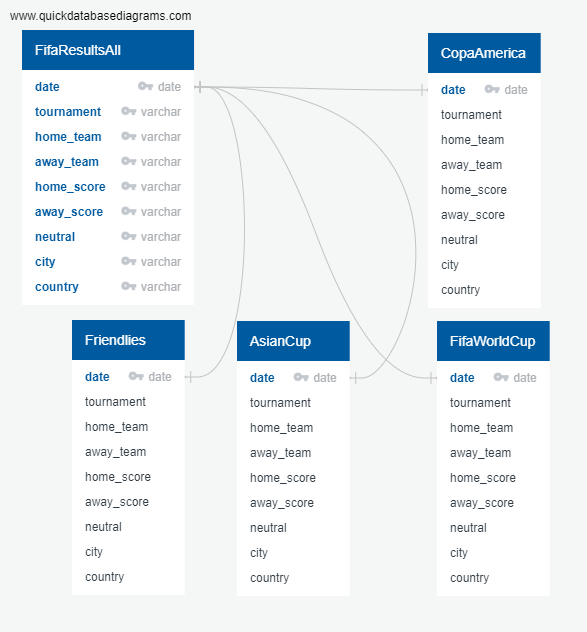 www.quickdatabasediagrams.com
FifaResultsAll
date date
tournament varchar
home_team varchar
away_team varchar
home_score varchar
away_score varchar
neutral varchar
city varchar
country varchar
CopaAmerica
date date
tournament
home_team
away_team
home_score
away_score
neutral
city
country
Friendlies
date date
tournament
home_team
away_team
home_score
away_score
neutral
city
country
AsianCup
date date
tournament
home_team
away_team
home_score
away_score
neutral
city
country
FifaWorldCup
date date
tournament
home_team
away_team
home_score
away_score
neutral
city
country